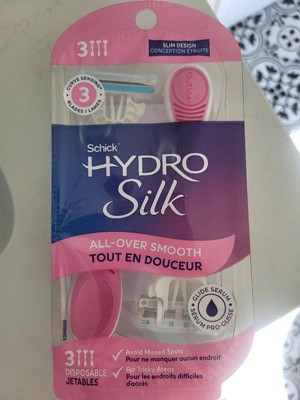 3
SLIM DESIGN
CONCEPTION ÉTROITE
CURVE SENSING
3
BLADES / LAMES
Schick
HYDRO
Silk
ALL-OVER SMOOTH
TOUT EN DOUCEUR
GLIDE SERUM
SÉRUM PRO-GLISSE
3
DISPOSABLE
JETABLES
Avoid Missed Spots
Pour ne manquer aucun endroit
For Tricky Areas
Pour les endroits difficiles
d'accès